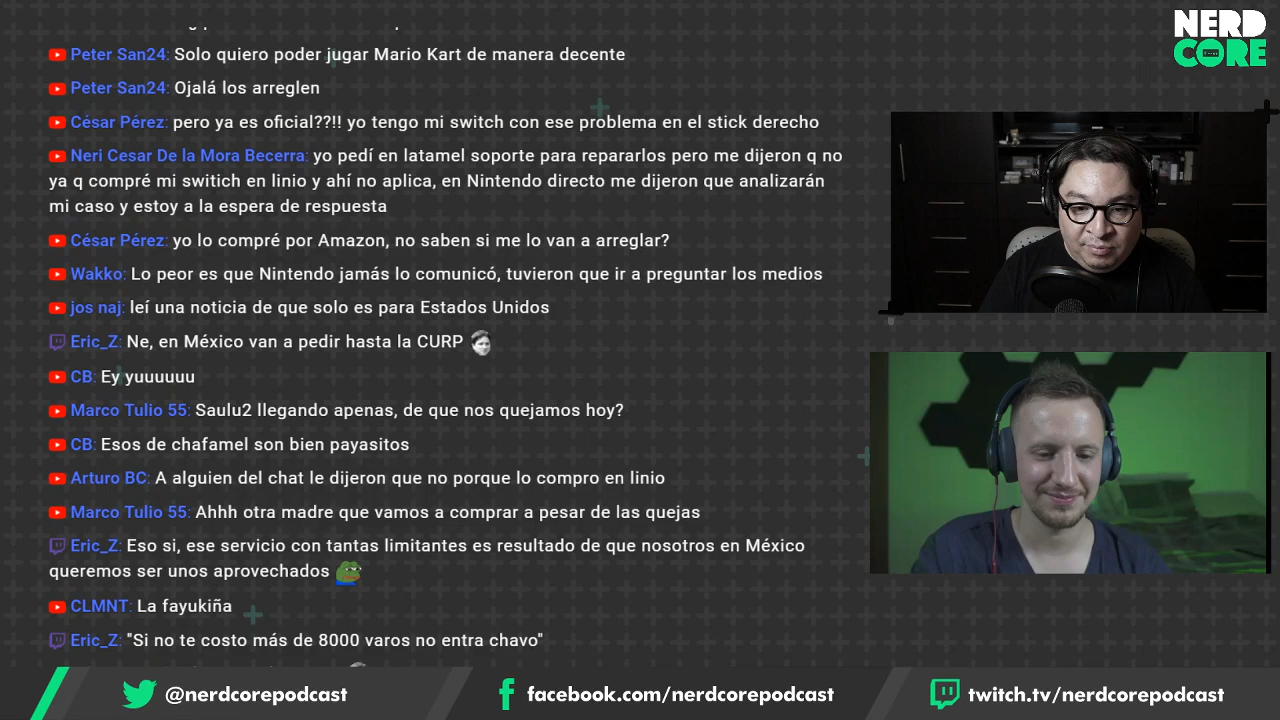 NERD
CORE
Peter San24: Solo quiero poder jugar Mario Kart de manera decente
Peter San24: Ojalá los arreglen
César Pérez: pero ya es oficial??!! yo tengo mi switch con ese problema en el stick derecho
Neri Cesar De la Mora Becerra: yo pedí en latamel soporte para repararlos pero me dijeron q no
ya q compré mi switich en linio y ahí no aplica, en Nintendo directo me dijeron que analizarán
mi caso y estoy a la espera de respuesta
César Pérez: yo lo compré por Amazon, no saben si me lo van a arreglar?
Wakko: Lo peor es que Nintendo jamás lo comunicó, tuvieron que ir a preguntar los medios
jos naj: leí una noticia de que solo es para Estados Unidos
Eric_Z: Ne, en México van a pedir hasta la CURP
CB: Ey yuuuuuu
Marco Tulio 55: Saulu2 llegando apenas, de que nos quejamos hoy?
CB: Esos de chafamel son bien payasitos
Arturo BC: A alguien del chat le dijeron que no porque lo compro en linio
Marco Tulio 55: Ahhh otra madre que vamos a comprar a pesar de las quejas
Eric_Z: Eso si, ese servicio con tantas limitantes es resultado de que nosotros en México
queremos ser unos aprovechados
CLMNT: La fayukiña
Eric_Z: "Si no te costo más de 8000 varos no entra chavo"
@nerdcorepodcast
facebook.com/nerdcorepodcast
twitch.tv/nerdcorepodcast